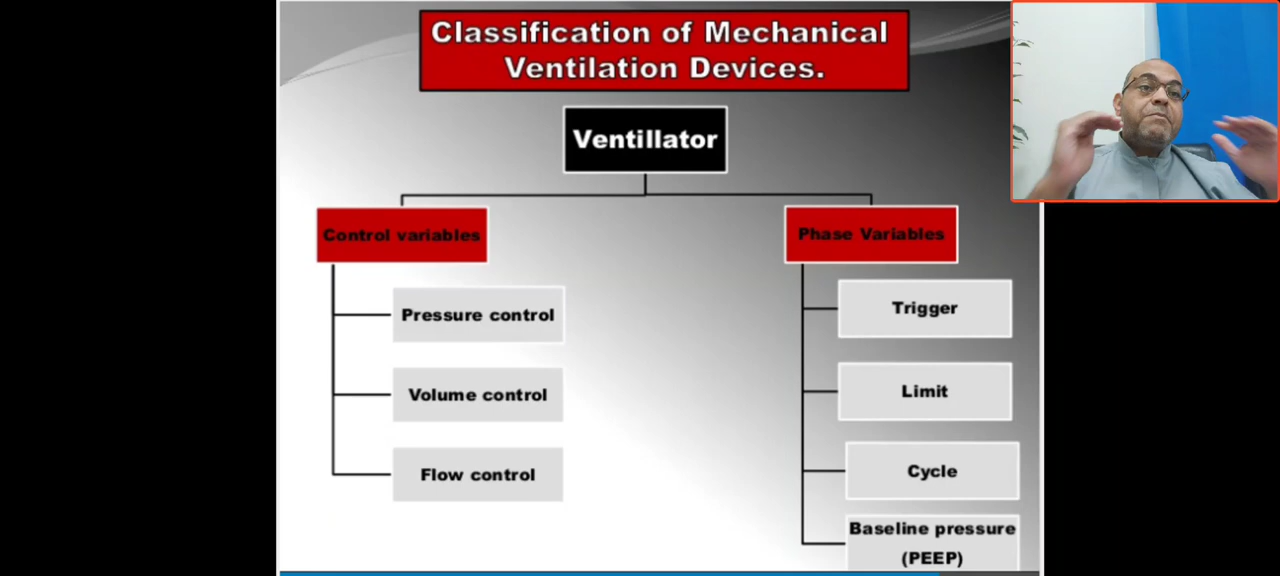 Classification of Mechanical
Ventilation Devices.
Ventillator
Control variables
Pressure control
Volume control
Flow control
Phase Variables
Trigger
Limit
Cycle
Baseline pressure
(PEEP)